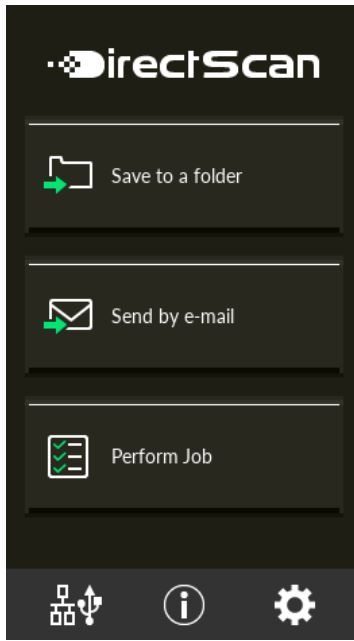 DirectScan
Save to a folder
Send by e-mail
Perform Job